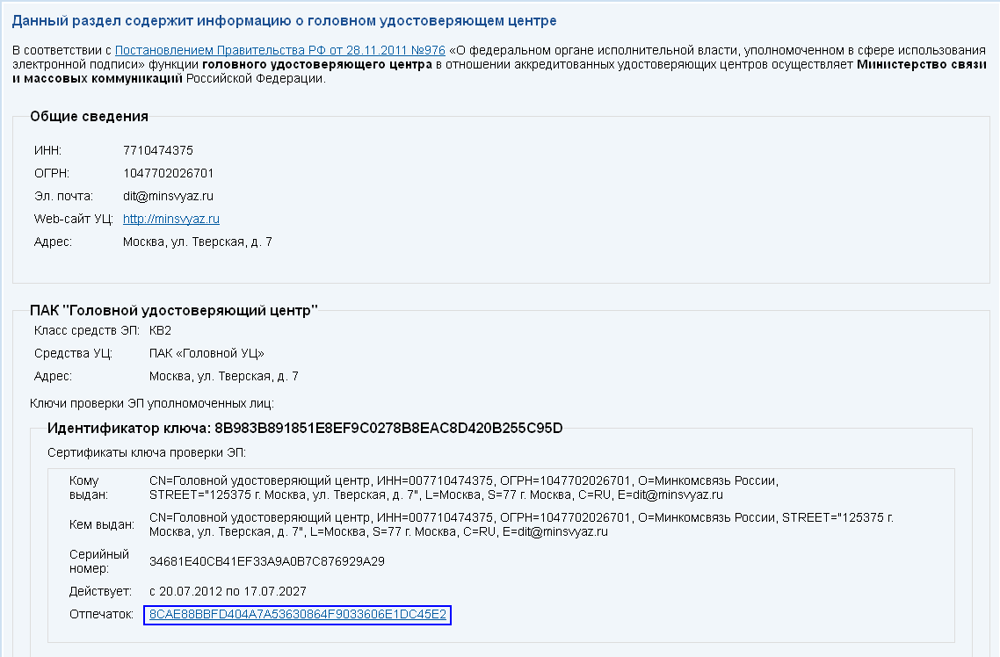 Данный раздел содержит информацию о головном удостоверяющем центре
В соответствии с Постановлением Правительства РФ от 28.11.2011 №976 «О федеральном органе исполнительной власти, уполномоченном в сфере использования
электронной подписи» функции головного удостоверяющего центра в отношении аккредитованных удостоверяющих центров осуществляет Министерство связи
и массовых коммуникаций Российской Федерации.
Общие сведения
ИНН: 7710474375
ОГРН: 1047702026701
Эл. почта: dit@minsvyaz.ru
Web-сайт УЦ: http://minsvyaz.ru
Адрес: Москва, ул. Тверская, д. 7
ПАК "Головной удостоверяющий центр"
Класс средств ЭП: КВ2
Средства УЦ: ПАК «Головной УЦ»
Адрес: Москва, ул. Тверская, д. 7
Ключи проверки ЭП уполномоченных лиц:
Идентификатор ключа: 8B983B891851E8EF9C0278B8EAC8D420B255C95D
Сертификаты ключа проверки ЭП:
Кому CN=Головной удостоверяющий центр, ИНН=007710474375, ОГРН=1047702026701, O=Минкомсвязь России,
выдан: STREET="125375 г. Москва, ул. Тверская, д. 7", L=Москва, S=77 г. Москва, C=RU, E=dit@minsvyaz.ru
Кем выдан: CN=Головной удостоверяющий центр, ИНН=007710474375, ОГРН=1047702026701, O=Минкомсвязь России, STREET="125375 г.
Москва, ул. Тверская, д. 7", L=Москва, S=77 г. Москва, C=RU, E=dit@minsvyaz.ru
Серийный
номер: 34681E40CB41EF33A9A0B7C876929A29
Действует: с 20.07.2012 по 17.07.2027
Отпечаток: 8CAE88BBFD404A7A53630864F9033606E1DC45E2